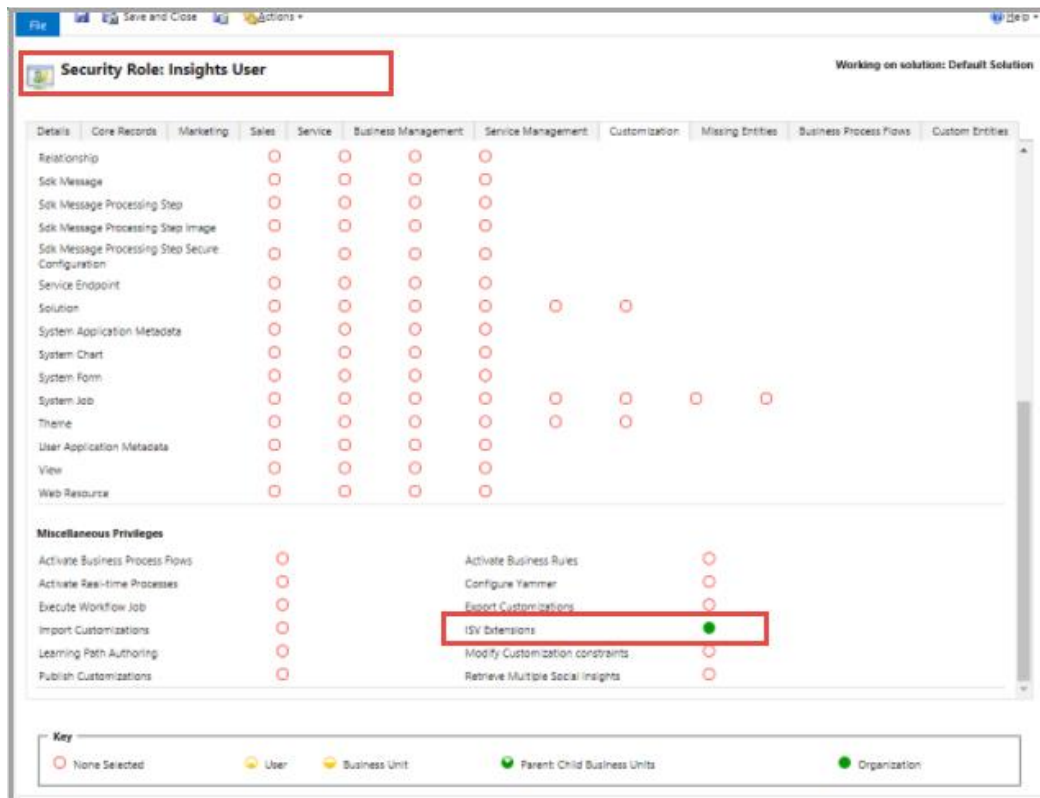 File Save and Close Actions Help
Security Role: Insights User
Working on solution: Default Solution
Details Core Records Marketing Sales Service Business Management Service Management Customization Missing Entities Business Process Flows Custom Entities
Relationship
Sdk Message
Sdk Message Processing Step
Sdk Message Processing Step Image
Sdk Message Processing Step Secure
Configuration
Service Endpoint
Solution
System Application Metadata
System Chart
System Form
System Job
Theme
User Application Metadata
View
Web Resource
Miscellaneous Privileges
Activate Business Process Flows Activate Business Rules
Activate Real-time Processes Configure Yammer
Execute Workflow Job Export Customizations
Import Customizations ISV Extensions
Learning Path Authoring Modify Customization constraints
Publish Customizations Retrieve Multiple Social Insights
Key
None Selected User Business Unit Parent: Child Business Units Organization